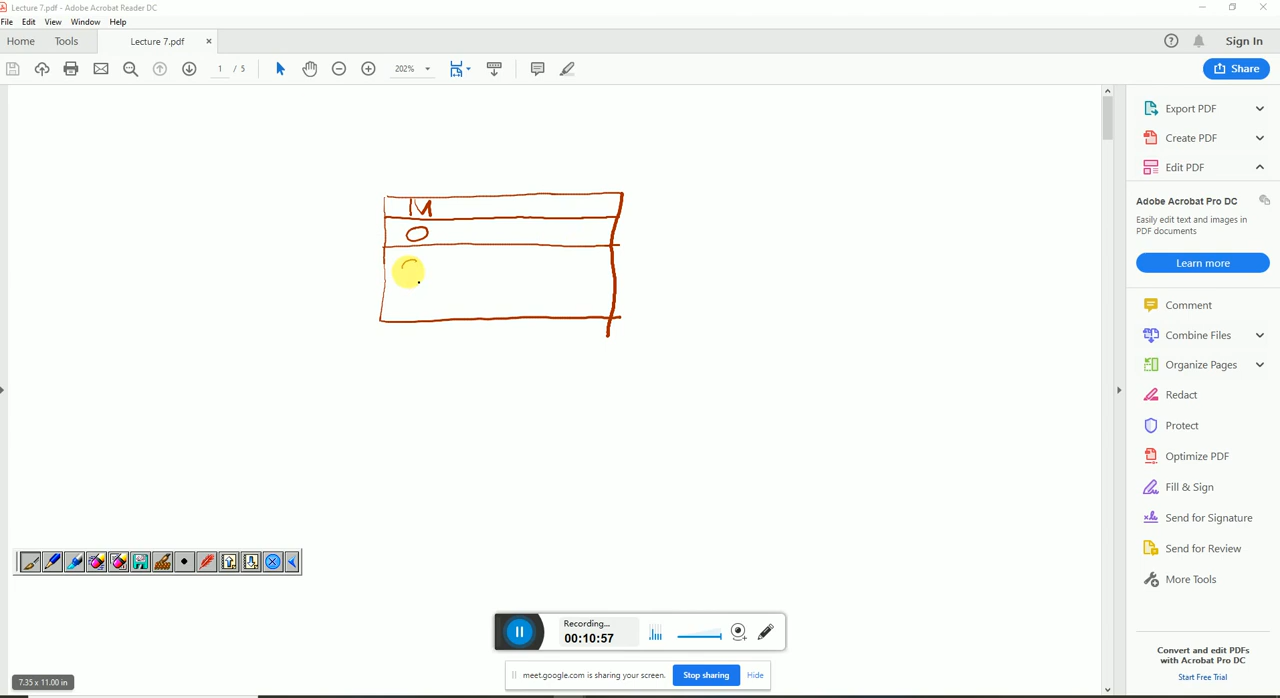 Lecture 7.pdf - Adobe Acrobat Reader DC
File Edit View Window Help
Home Tools Lecture 7.pdf × Sign In
1 / 5 202% Share
Export PDF
Create PDF
Edit PDF
Adobe Acrobat Pro DC
Easily edit text and images in
PDF documents
Learn more
Comment
Combine Files
Organize Pages
Redact
Protect
Optimize PDF
Fill & Sign
Send for Signature
Send for Review
More Tools
Convert and edit PDFs
with Acrobat Pro DC
Start Free Trial
M
O
Recording...
00:10:57
meet.google.com is sharing your screen. Stop sharing Hide
7.35 x 11.00 in